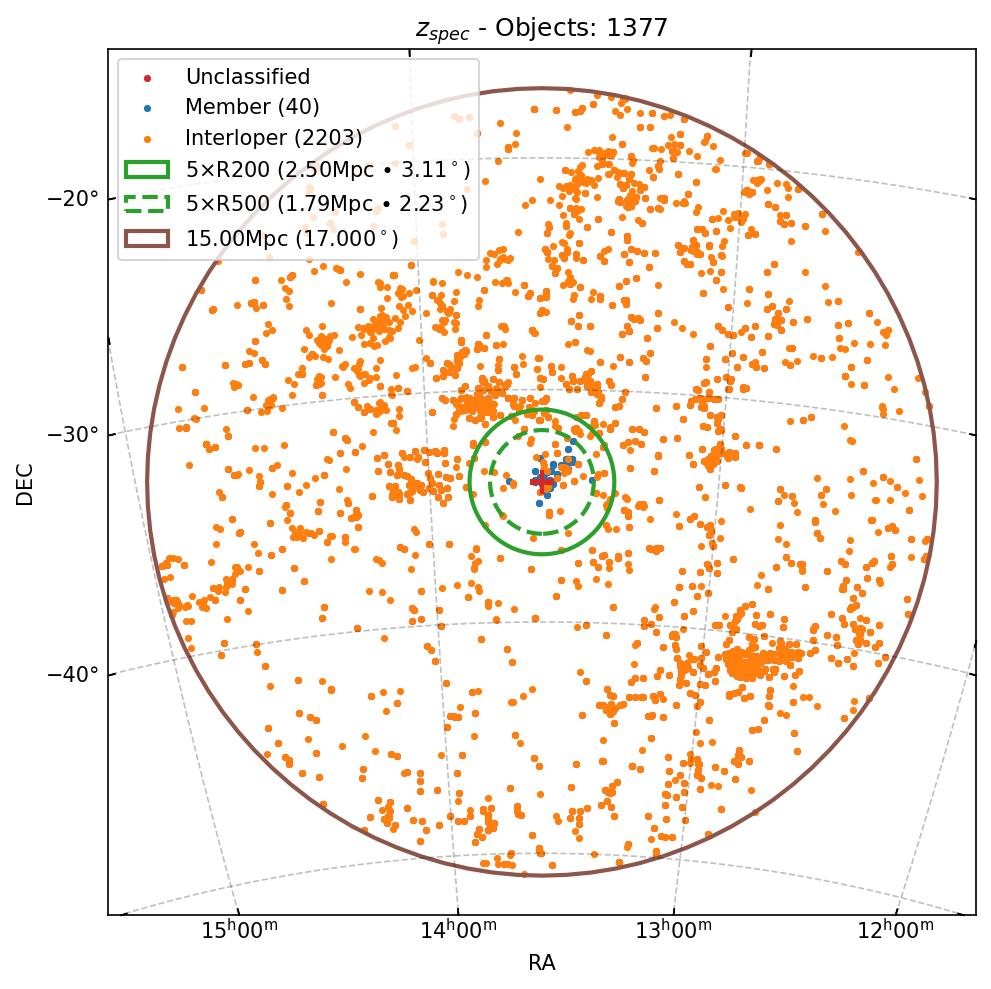 z_spec - Objects: 1377
Unclassified
Member (40)
Interloper (2203)
5×R200 (2.50Mpc • 3.11°)
5×R500 (1.79Mpc • 2.23°)
15.00Mpc (17.000°)
−20°
−30°
−40°
DEC
15h00m 14h00m 13h00m 12h00m
RA